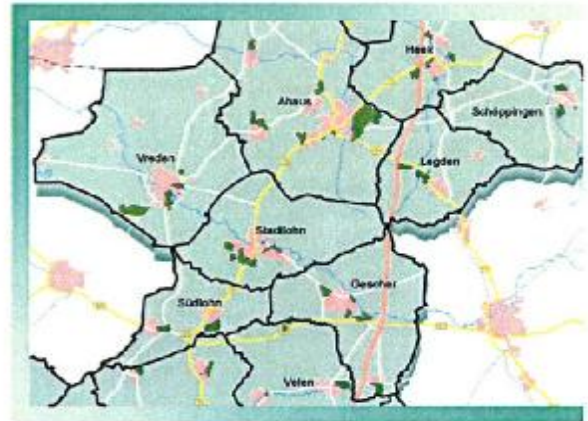 Heek
Ahaus
Schöppingen
Vreden
Legden
Stadtlohn
Gescher
Südlohn
Velen